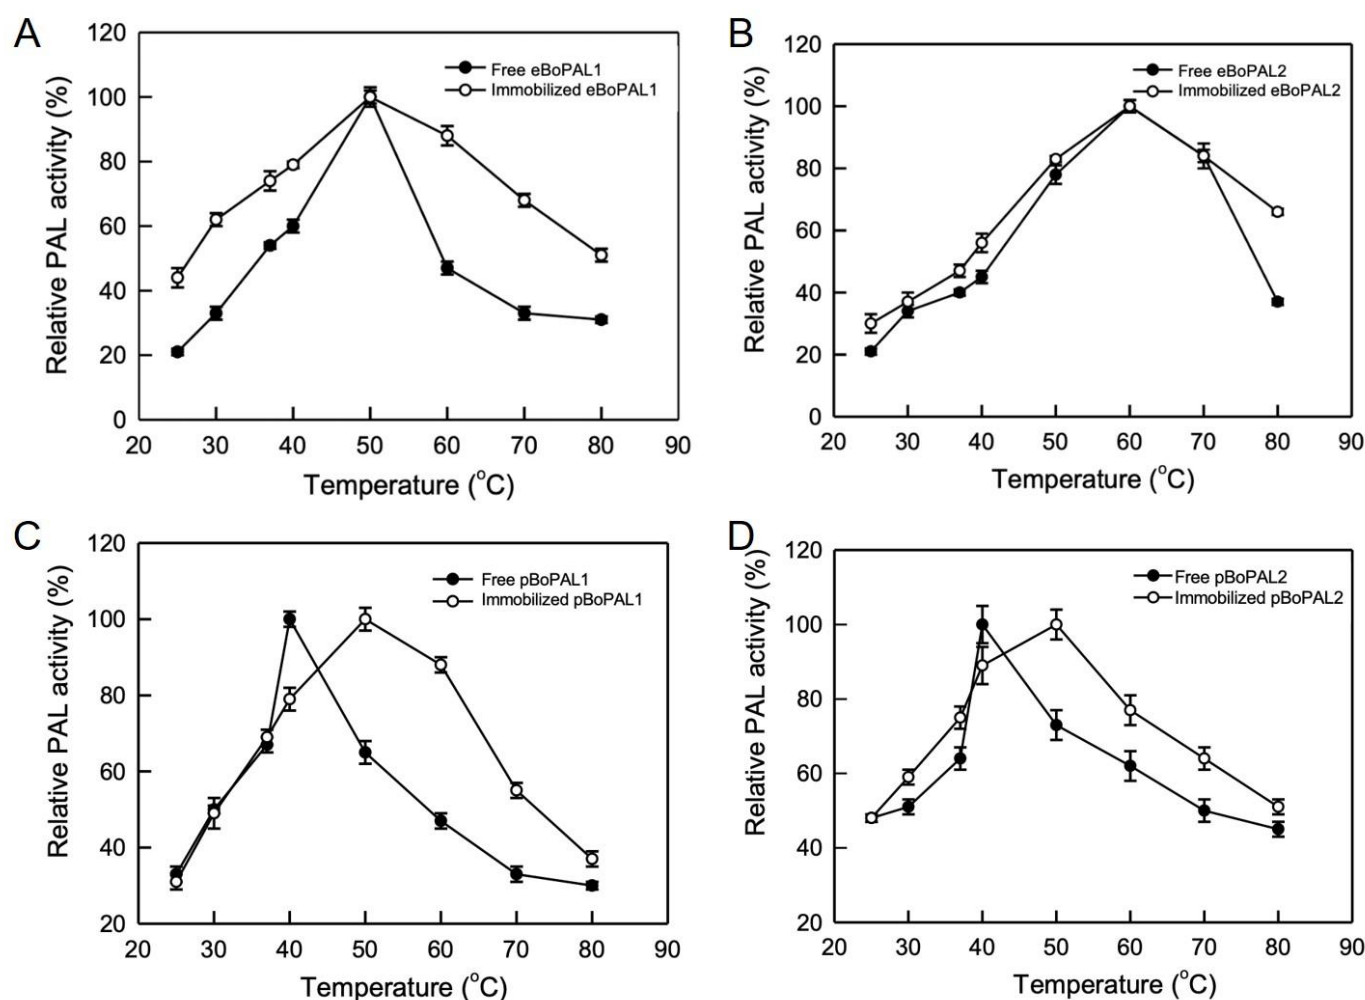 A
Relative PAL activity (%)
120
100
80
60
40
20
0
Free eBoPAL1
Immobilized eBoPAL1
20 30 40 50 60 70 80 90
Temperature (°C)
B
Relative PAL activity (%)
120
100
80
60
40
20
0
Free eBoPAL2
Immobilized eBoPAL2
20 30 40 50 60 70 80 90
Temperature (°C)
C
Relative PAL activity (%)
120
100
80
60
40
20
Free pBoPAL1
Immobilized pBoPAL1
20 30 40 50 60 70 80 90
Temperature (°C)
D
Relative PAL activity (%)
120
100
80
60
40
20
Free pBoPAL2
Immobilized pBoPAL2
20 30 40 50 60 70 80 90
Temperature (°C)